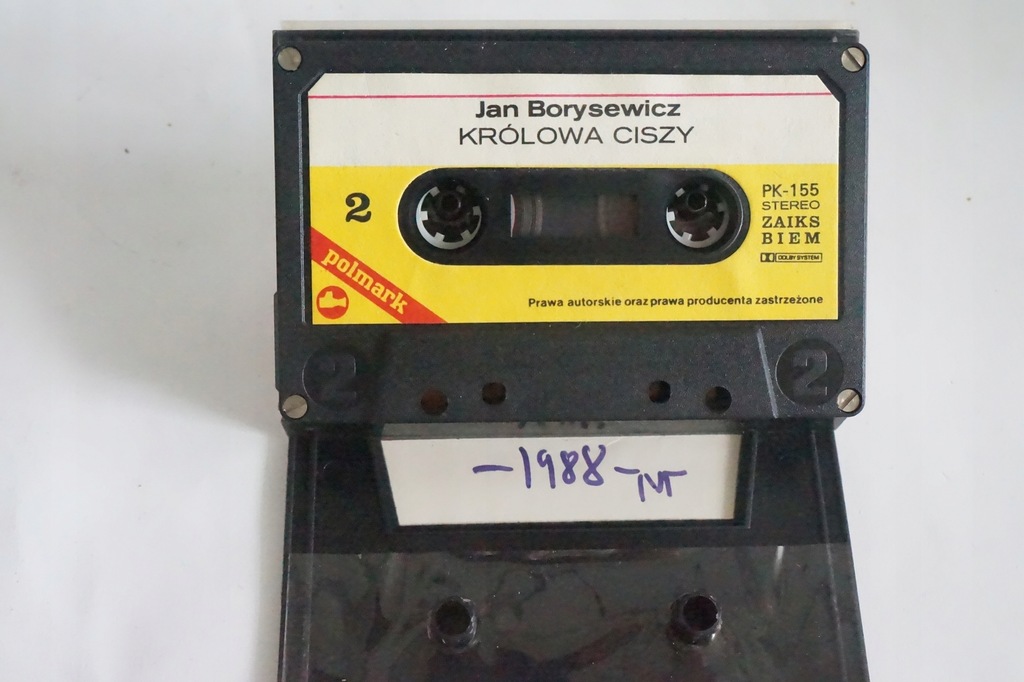 Jan Borysewicz
KRÓLOWA CISZY
2
PK-155
STEREO
ZAIKS
BIEM
DOLBY SYSTEM
polmark
Prawa autorskie oraz prawa producenta zastrzeżone
2 2
-1988-